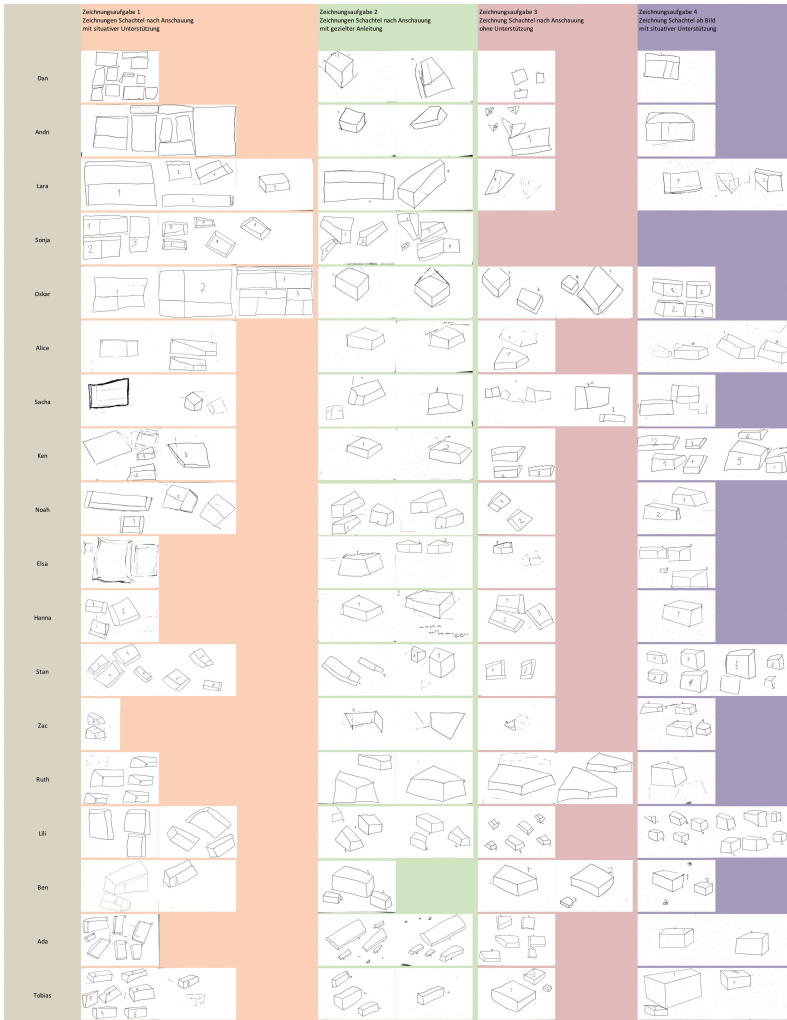 Zeichnungsaufgabe 1
Zeichnungen Schachtel nach Anschauung
mit situativer Unterstützung
Zeichnungsaufgabe 2
Zeichnungen Schachtel nach Anschauung
mit gezielter Anleitung
Zeichnungsaufgabe 3
Zeichnung Schachtel nach Anschauung
ohne Unterstützung
Zeichnungsaufgabe 4
Zeichnung Schachtel ab Bild
mit situativer Unterstützung
Dan
Andri
Lara
Sonja
Oskar
Alice
Sacha
Ken
Noah
Elsa
Hanna
Stan
Zac
Ruth
Lili
Ben
Ada
Tobias